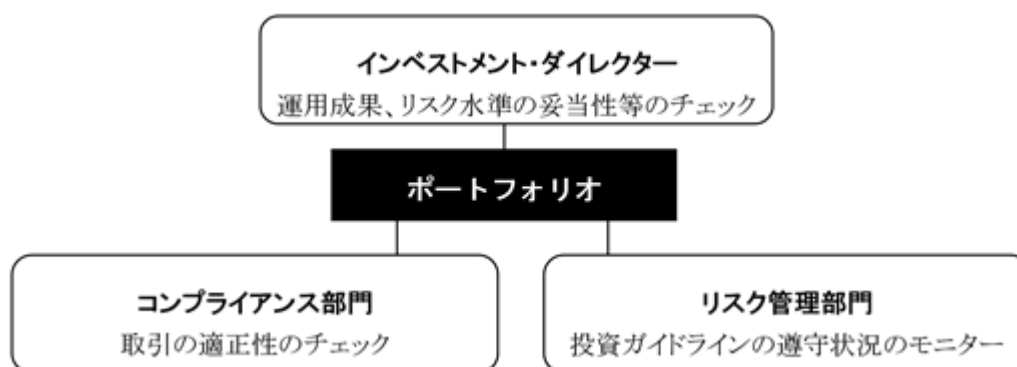 インベストメント・ダイレクター
運用成果、リスク水準の妥当性等のチェック
ポートフォリオ
コンプライアンス部門
取引の適正性のチェック
リスク管理部門
投資ガイドラインの遵守状況のモニター